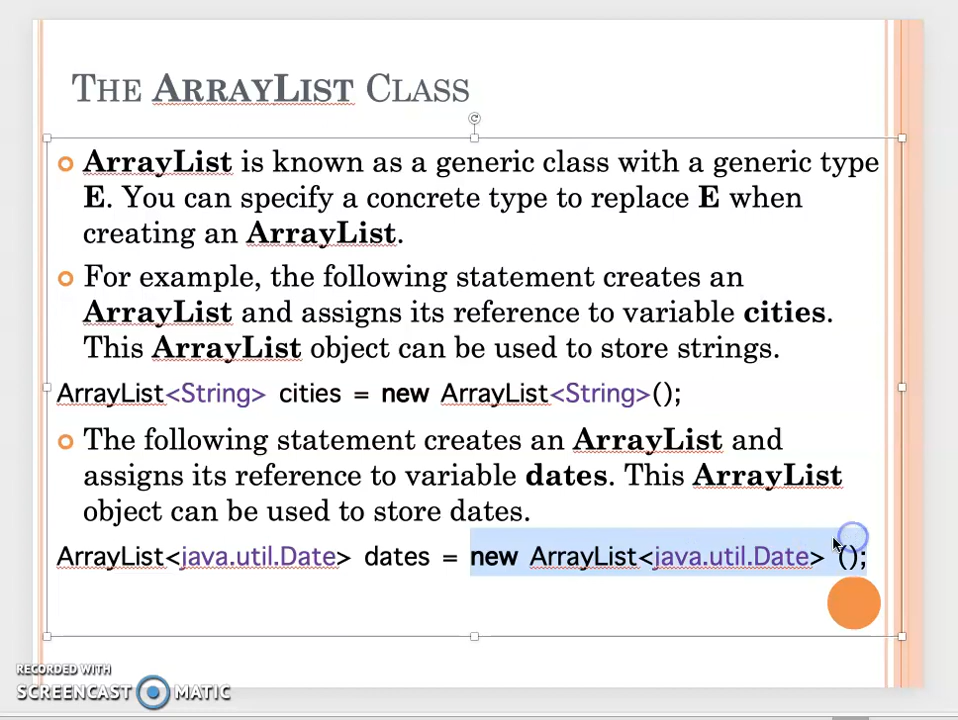 THE ARRAYLIST CLASS
ArrayList is known as a generic class with a generic type
E. You can specify a concrete type to replace E when
creating an ArrayList.
For example, the following statement creates an
ArrayList and assigns its reference to variable cities.
This ArrayList object can be used to store strings.
ArrayList<String> cities = new ArrayList<String>();
The following statement creates an ArrayList and
assigns its reference to variable dates. This ArrayList
object can be used to store dates.
ArrayList<java.util.Date> dates = new ArrayList<java.util.Date> ();
RECORDED WITH
SCREENCAST MATIC